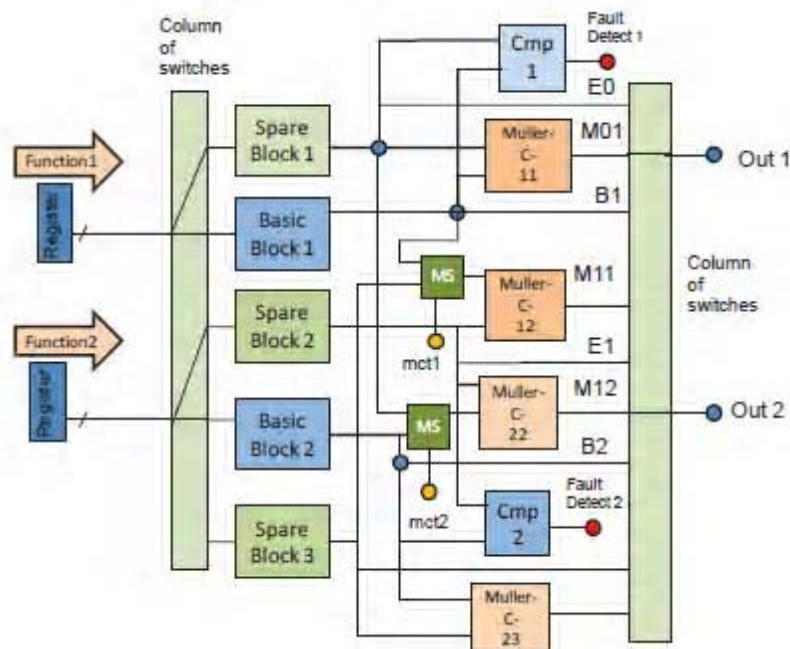 Column
of
switches
Function1
Register
Function2
Register
Spare
Block 1
Basic
Block 1
Spare
Block 2
Basic
Block 2
Spare
Block 3
Cmp
1
Fault
Detect 1
E0
Muller-
C-
11
M01
Out 1
B1
MS
mct1
Muller-
C-
12
M11
Column
of
switches
E1
M12
Muller-
C-
22
Out 2
MS
mct2
B2
Cmp
2
Fault
Detect 2
Muller-
C-
23